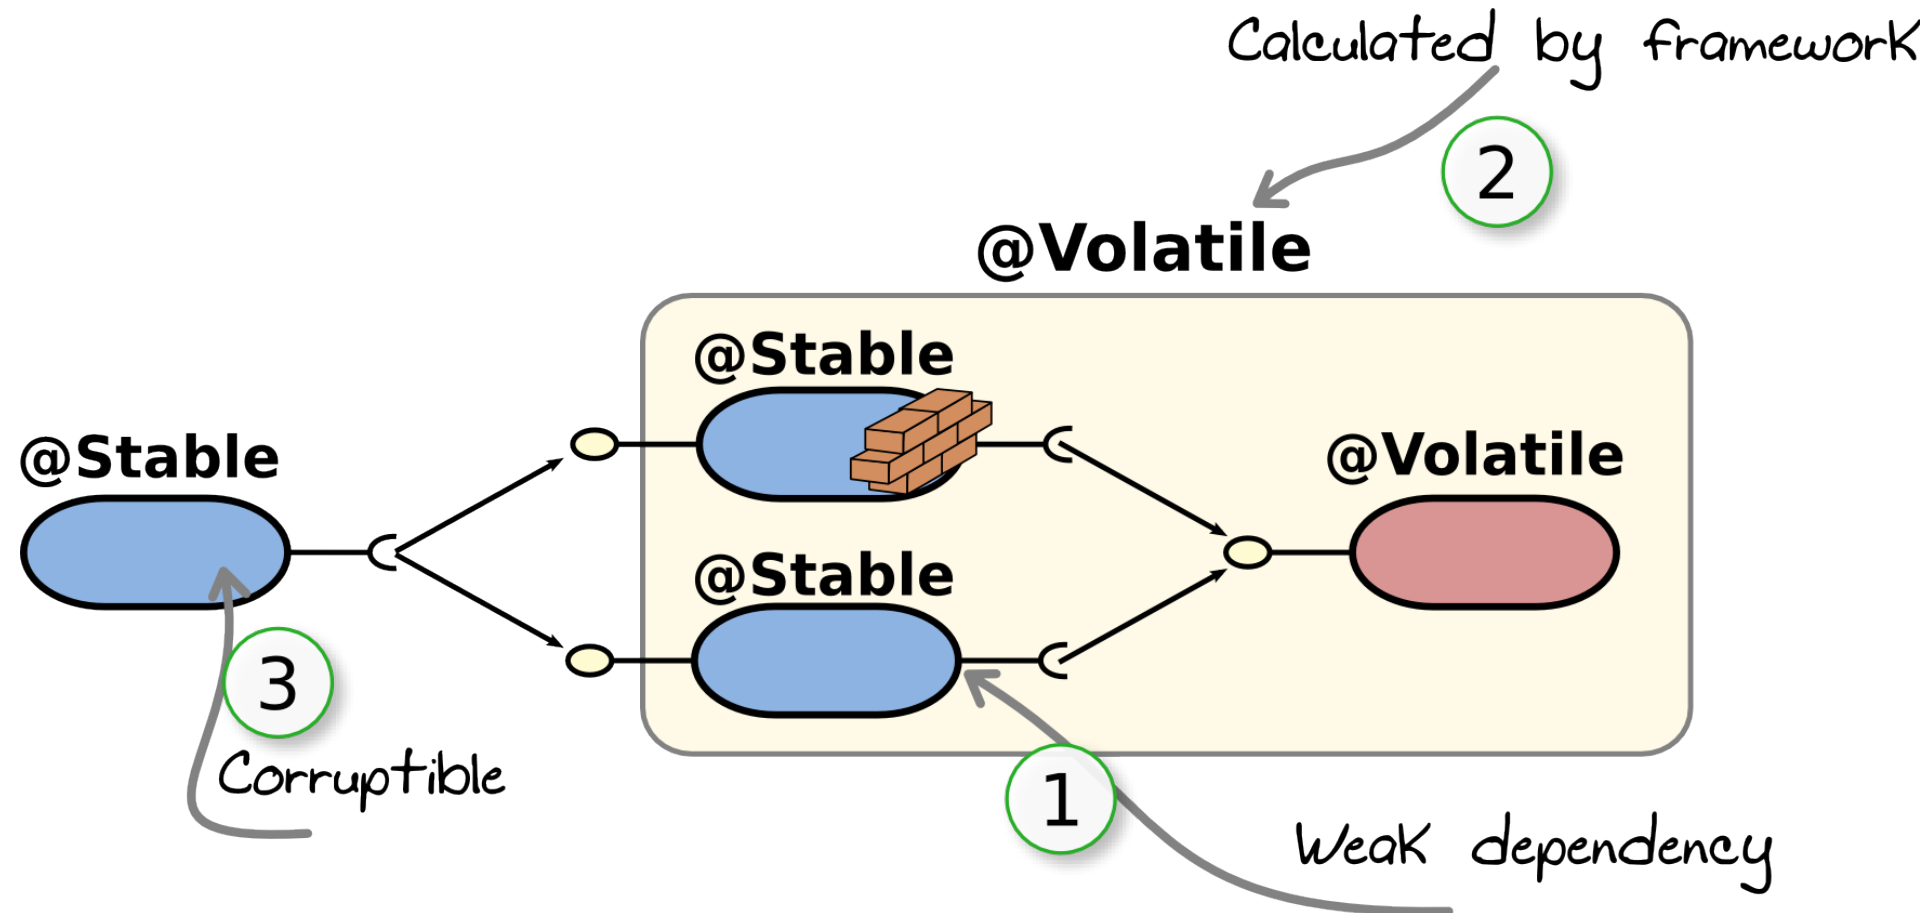 Calculated by framework
2
@Volatile
@Stable
@Stable
@Volatile
@Stable
3
Corruptible
1
Weak dependency